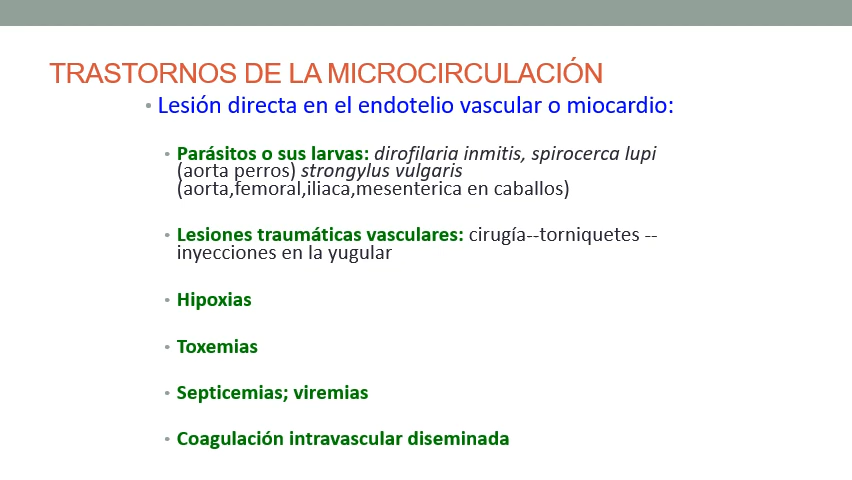 TRASTORNOS DE LA MICROCIRCULACIÓN
• Lesión directa en el endotelio vascular o miocardio:
• Parásitos o sus larvas: dirofilaria inmitis, spirocerca lupi
(aorta perros) strongylus vulgaris
(aorta,femoral,iliaca,mesenterica en caballos)
• Lesiones traumáticas vasculares: cirugía--torniquetes --
inyecciones en la yugular
• Hipoxias
• Toxemias
• Septicemias; viremias
• Coagulación intravascular diseminada